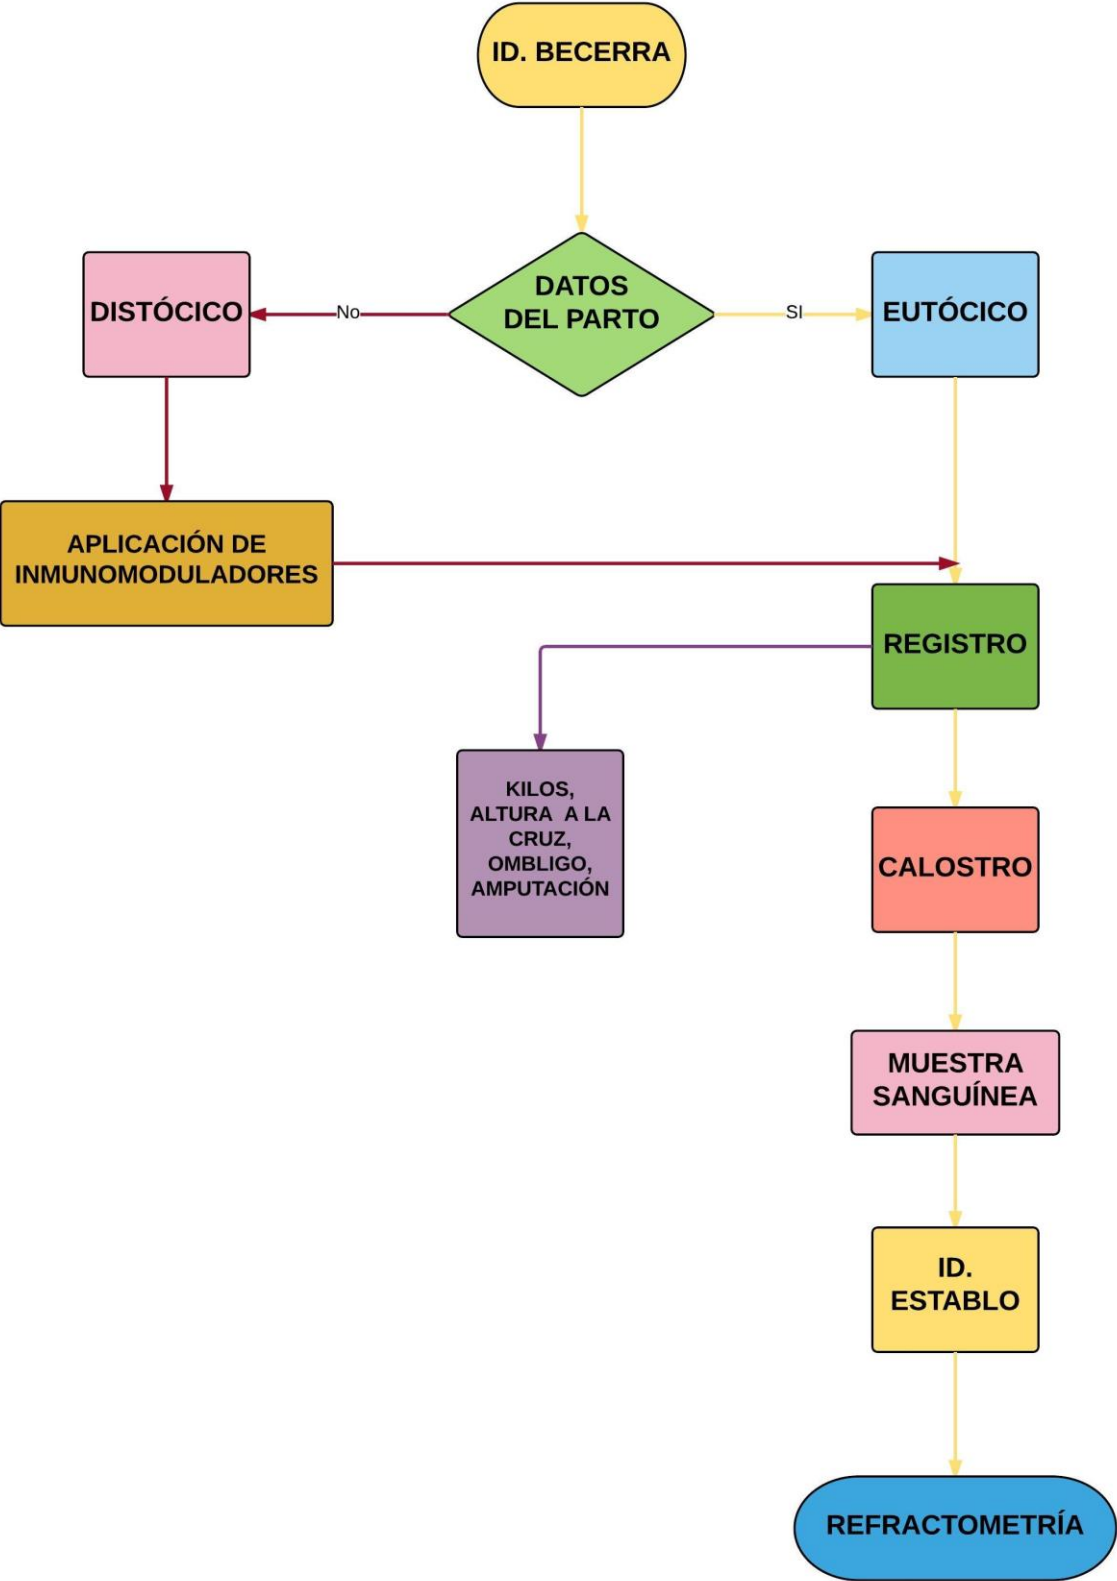 ID. BECERRA
DATOS
DEL PARTO
DISTÓCICO
No
SI
EUTÓCICO
APLICACIÓN DE
INMUNOMODULADORES
REGISTRO
KILOS,
ALTURA A LA
CRUZ,
OMBLIGO,
AMPUTACIÓN
CALOSTRO
MUESTRA
SANGUÍNEA
ID.
ESTABLO
REFRACTOMETRÍA